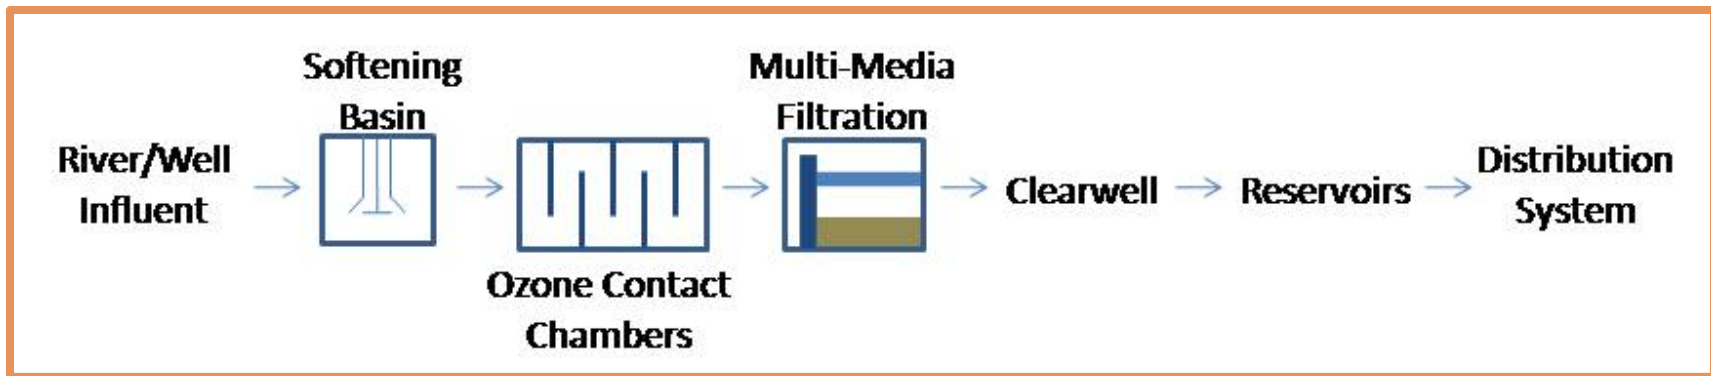 River/Well
Influent
Softening
Basin
Ozone Contact
Chambers
Multi-Media
Filtration
Clearwell
Reservoirs
Distribution
System